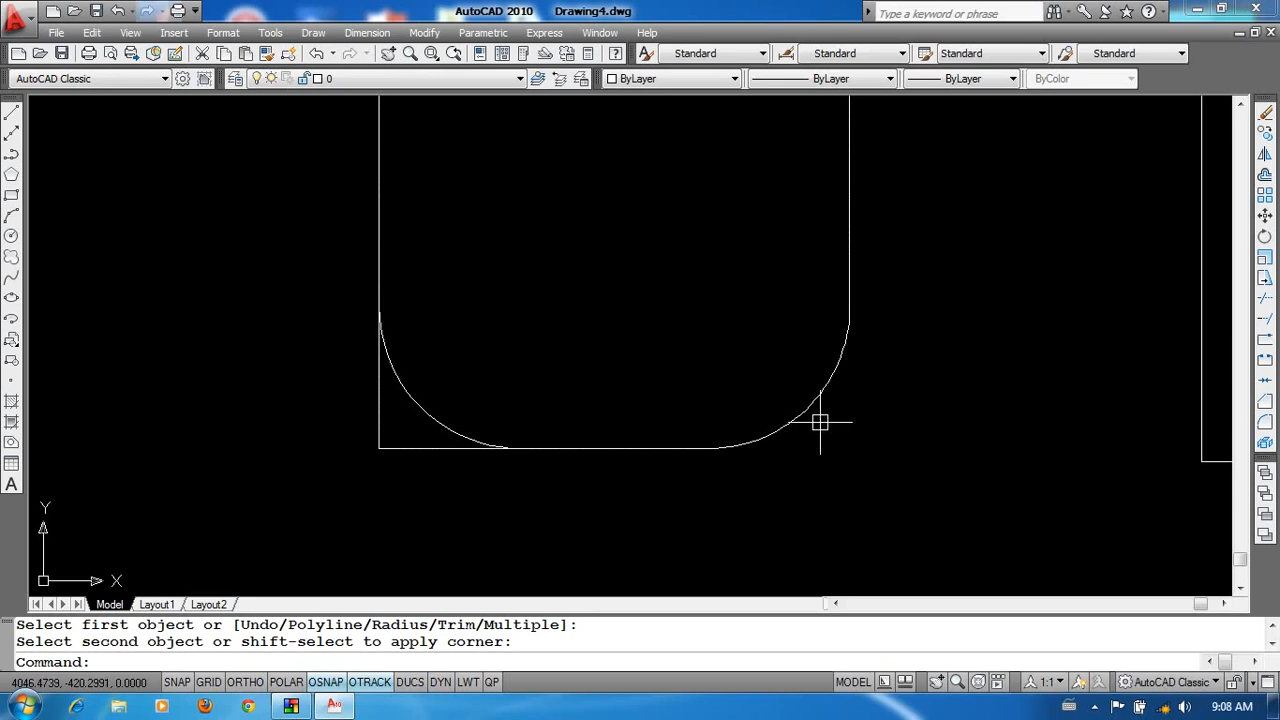 AutoCAD 2010 Drawing4.dwg Type a keyword or phrase
File Edit View Insert Format Tools Draw Dimension Modify Parametric Express Window Help
Standard Standard Standard Standard
AutoCAD Classic 0 ByLayer ByLayer ByLayer ByColor
A
Y
X
Model Layout1 Layout2
Select first object or [Undo/Polyline/Radius/Trim/Multiple]:
Select second object or shift-select to apply corner:
Command:
4046.4739, -420.2991, 0.0000 SNAP GRID ORTHO POLAR OSNAP OTRACK DUCS DYN LWT QP MODEL 1:1 AutoCAD Classic
9:08 AM